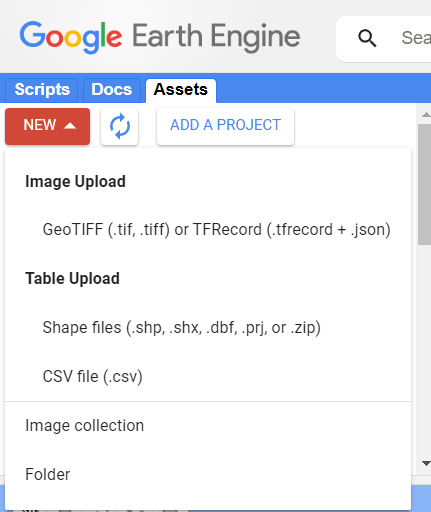 Google Earth Engine
Sea
Scripts Docs Assets
NEW ADD A PROJECT
Image Upload
GeoTIFF (.tif, .tiff) or TFRecord (.tfrecord + .json)
Table Upload
Shape files (.shp, .shx, .dbf, .prj, or .zip)
CSV file (.csv)
Image collection
Folder